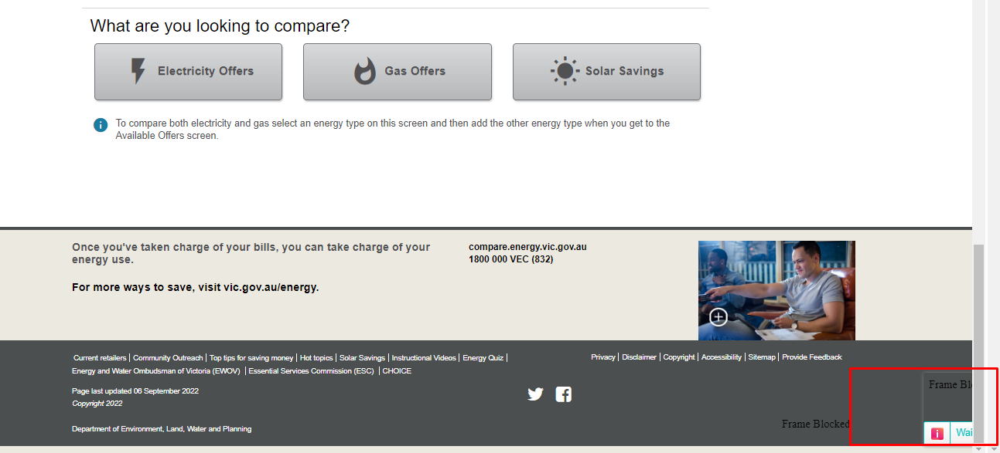 What are you looking to compare?
Electricity Offers
Gas Offers
Solar Savings
To compare both electricity and gas select an energy type on this screen and then add the other energy type when you get to the
Available Offers screen.
Once you've taken charge of your bills, you can take charge of your
energy use.
For more ways to save, visit vic.gov.au/energy.
compare.energy.vic.gov.au
1800 000 VEC (832)
Current retailers | Community Outreach | Top tips for saving money | Hot topics | Solar Savings | Instructional Videos | Energy Quiz |
Energy and Water Ombudsman of Victoria (EWOV) | Essential Services Commission (ESC) | CHOICE
Page last updated 06 September 2022
Copyright 2022
Department of Environment, Land, Water and Planning
Privacy | Disclaimer | Copyright | Accessibility | Sitemap | Provide Feedback
Frame Blocked
Frame Bl
Wai